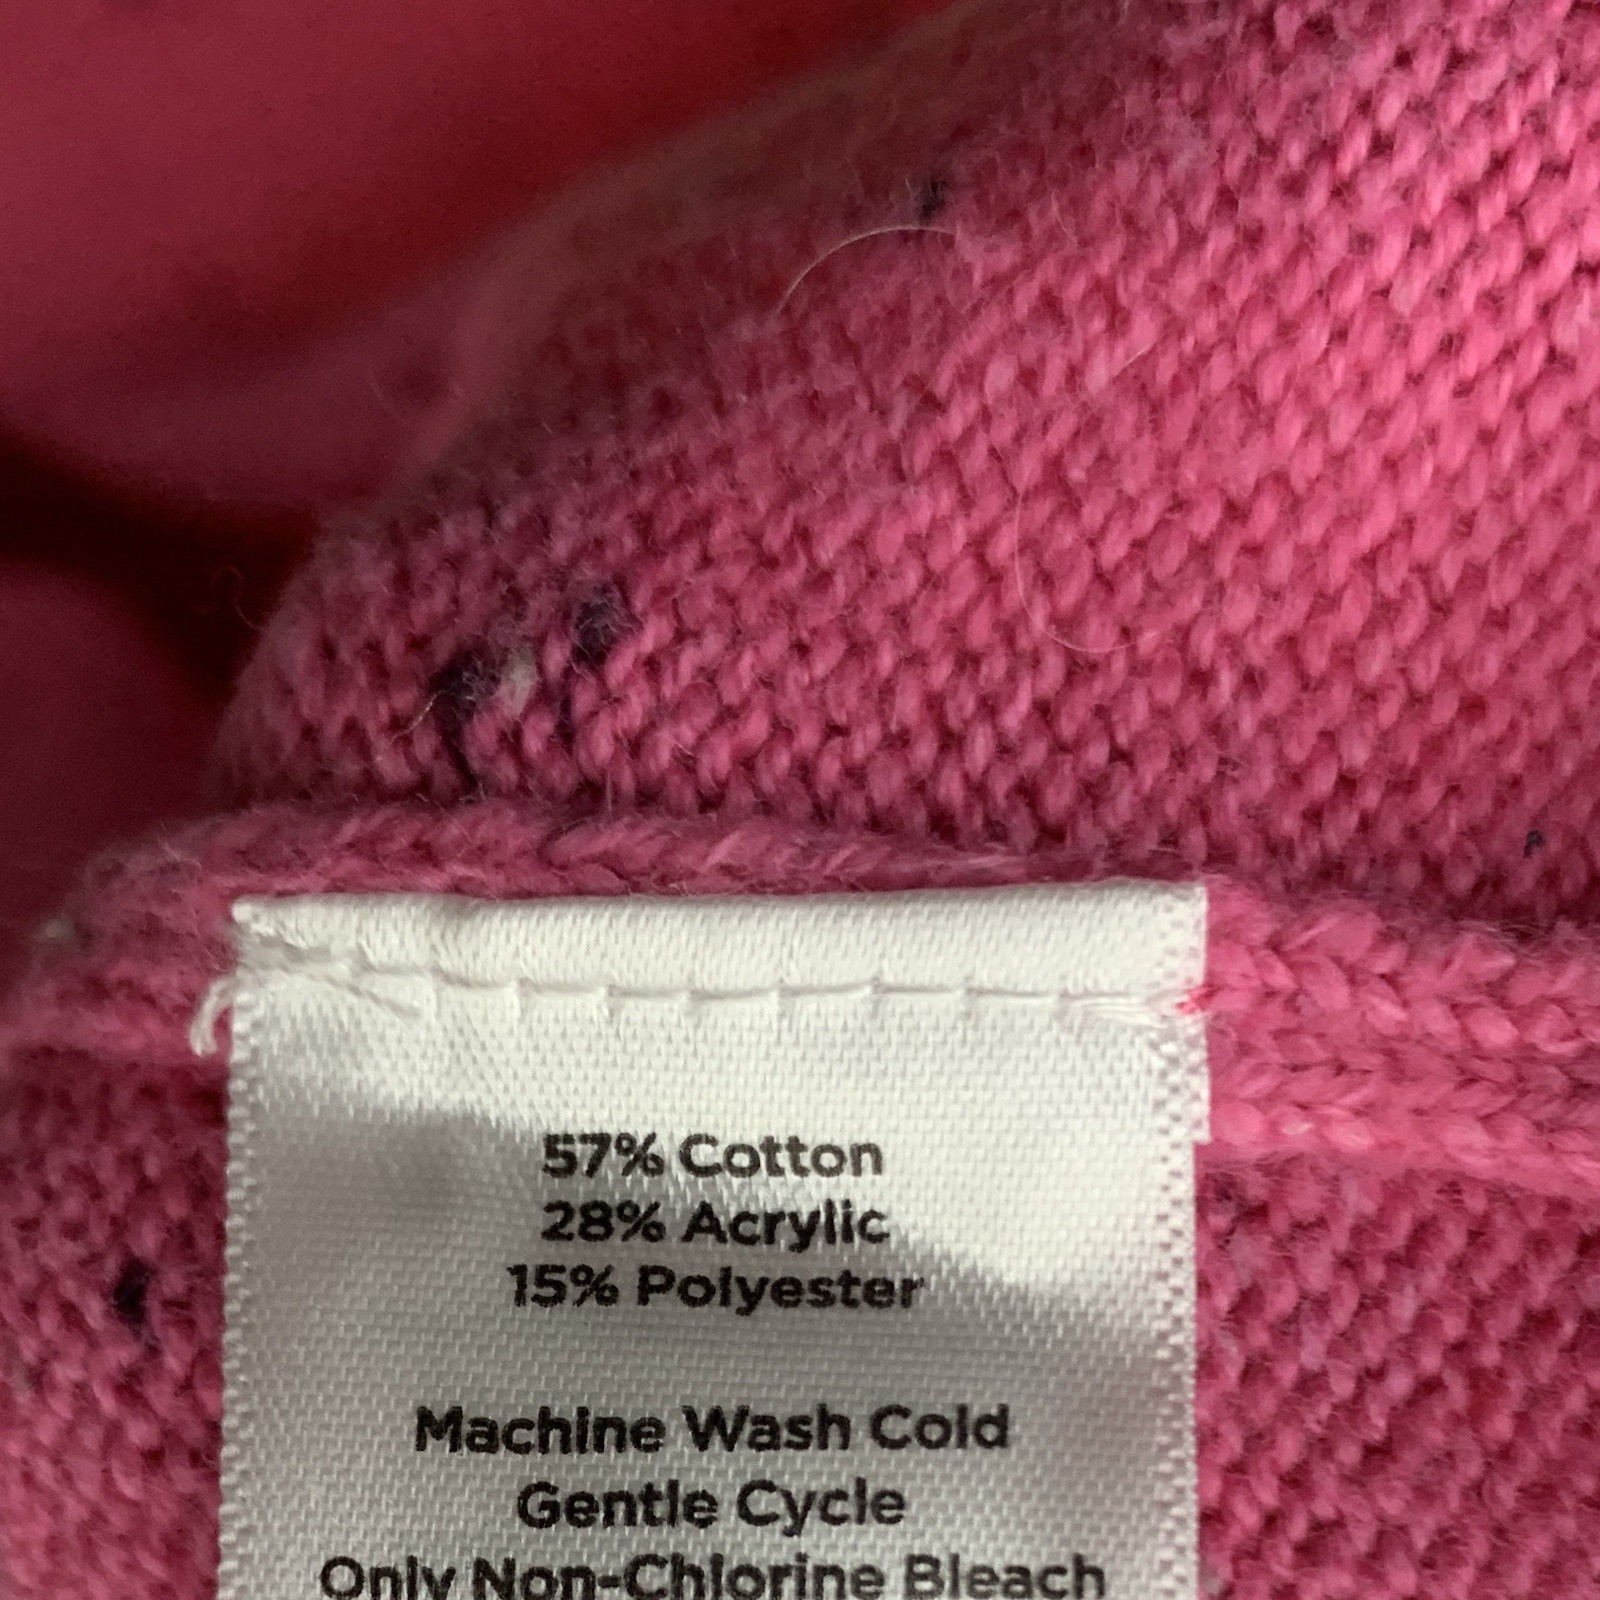 57% Cotton
28% Acrylic
15% Polyester
Machine Wash Cold
Gentle Cycle
Only Non-Chlorine Bleach